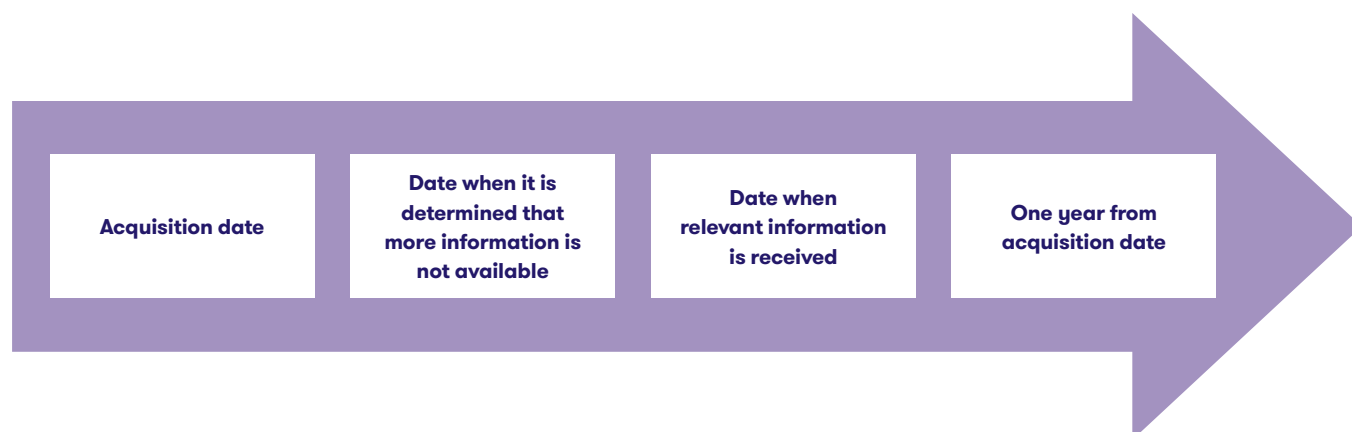 Acquisition date
Date when it is
determined that
more information is
not available
Date when
relevant information
is received
One year from
acquisition date